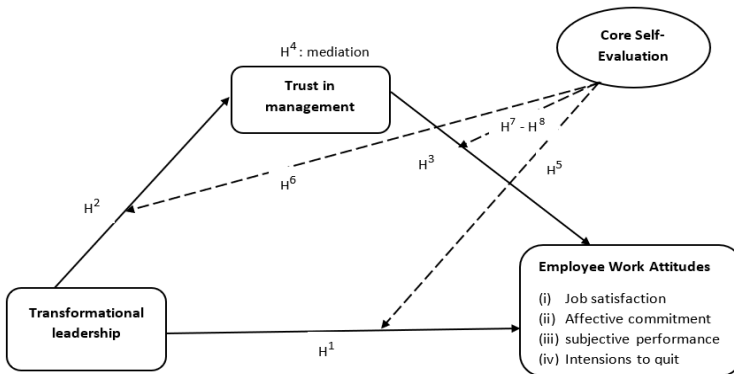 Core Self-
Evaluation
H4: mediation
Trust in
management
H7 - H8
H3
H5
H6
H2
Employee Work Attitudes
(i) Job satisfaction
(ii) Affective commitment
(iii) subjective performance
(iv) Intensions to quit
Transformational
leadership
H1